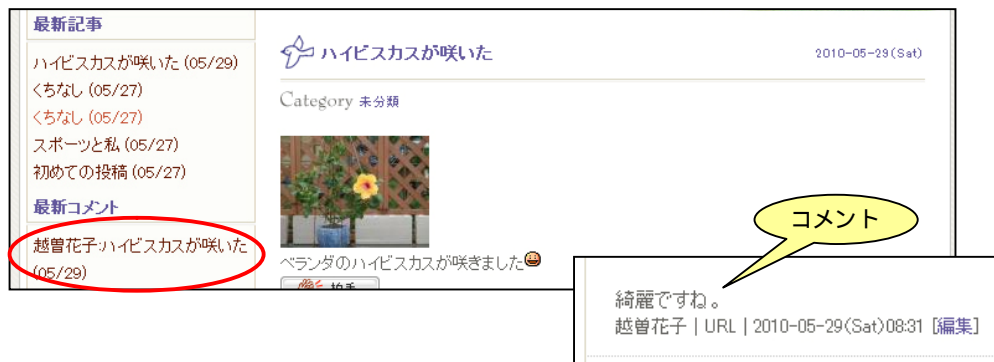 最新記事
ハイビスカスが咲いた (05/29)
くちなし (05/27)
くちなし (05/27)
スポーツと私 (05/27)
初めての投稿 (05/27)
最新コメント
越曽花子:ハイビスカスが咲いた
(05/29)
ハイビスカスが咲いた
2010-05-29(Sat)
Category 未分類
ベランダのハイビスカスが咲きました
拍手
コメント
綺麗ですね。
越曽花子 | URL | 2010-05-29(Sat)08:31 [編集]